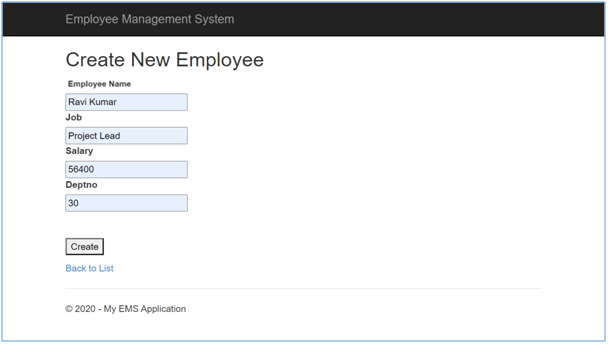 Employee Management System
Create New Employee
Employee Name
Ravi Kumar
Job
Project Lead
Salary
56400
Deptno
30
Create
Back to List
© 2020 - My EMS Application